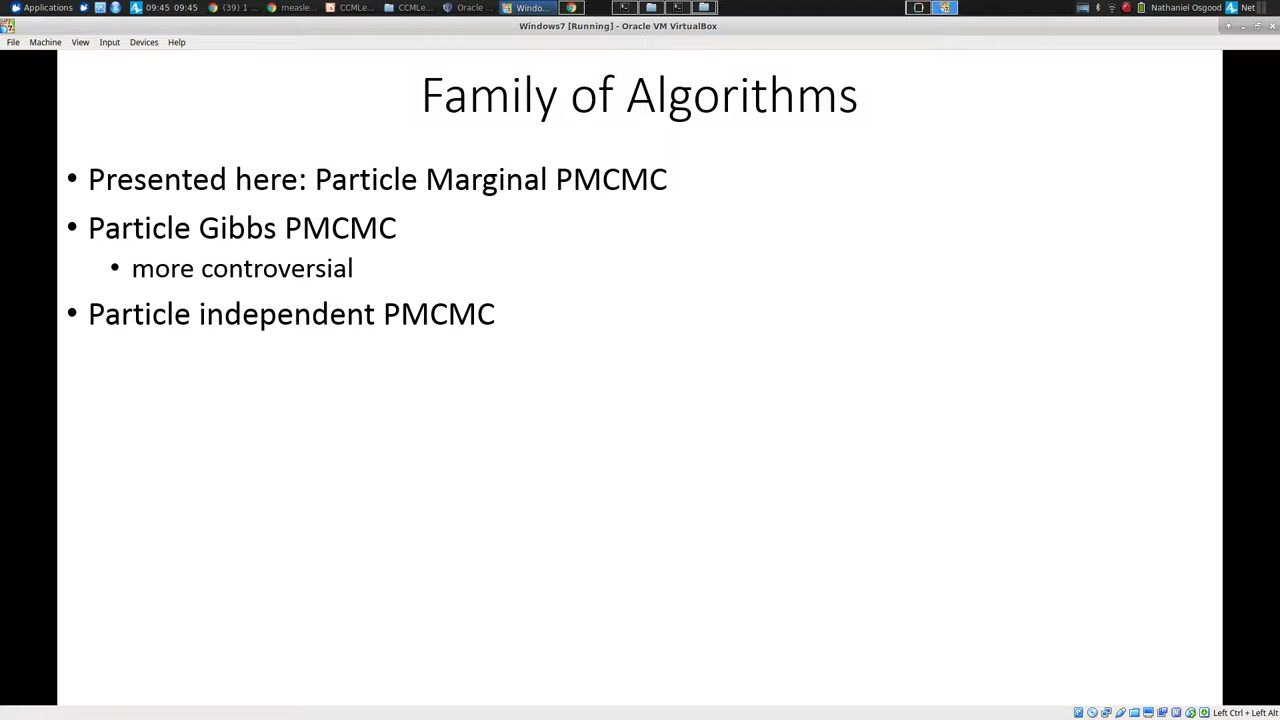 Applications 09:45 09:45 (39) 1 ... measle... CCMLe... CCMLe... Oracle ... Windo... Nathaniel Osgood Net
Windows7 [Running] - Oracle VM VirtualBox
File Machine View Input Devices Help
Family of Algorithms
• Presented here: Particle Marginal PMCMC
• Particle Gibbs PMCMC
• more controversial
• Particle independent PMCMC
Left Ctrl + Left Alt